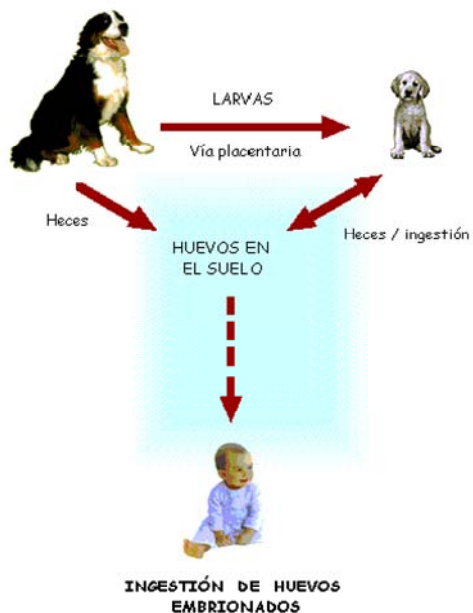 LARVAS
Vía placentaria
Heces
Heces / ingestión
HUEVOS EN
EL SUELO
INGESTIÓN DE HUEVOS
EMBRIONADOS